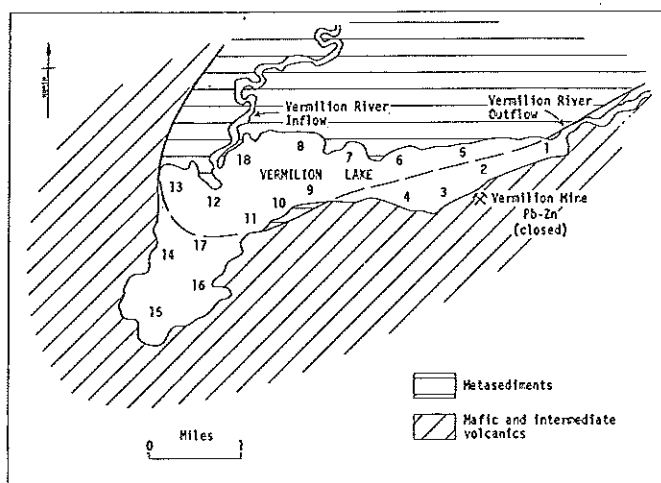 Vermilion River
Inflow
Vermilion River
Outflow
18
8
7
6
5
1
VERMILION LAKE
2
13
12
9
10
4
3
Vermilion Mine
Pb-Zn
(closed)
11
17
14
16
15
Metasediments
Mafic and intermediate
volcanics
Miles
0